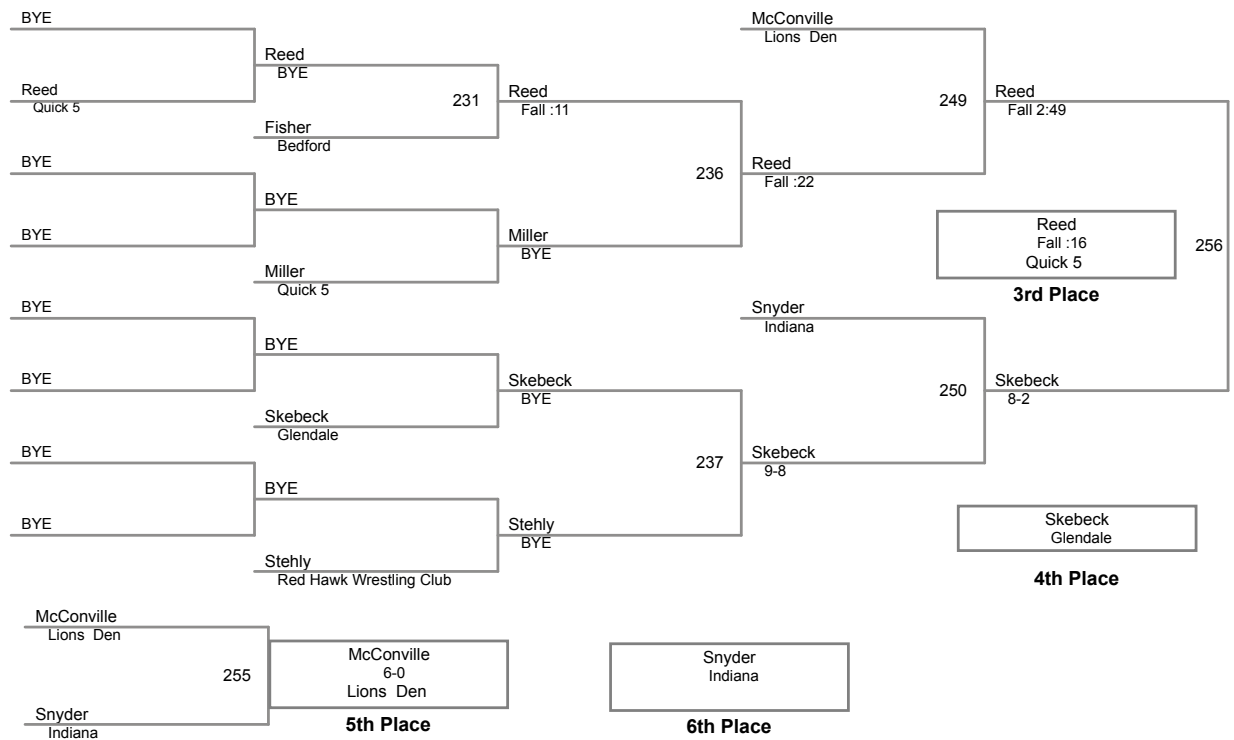 BYE
Reed
Quick 5
BYE
BYE
BYE
BYE
BYE
BYE
Reed
BYE
231
Fisher
Bedford
BYE
Miller
Quick 5
BYE
Skebeck
Glendale
BYE
Stehly
Red Hawk Wrestling Club
Reed
Fall :11
236
Miller
BYE
Skebeck
BYE
237
Stehly
BYE
McConville
Lions Den
249
Reed
Fall :22
Snyder
Indiana
250
Skebeck
9-8
Reed
Fall 2:49
256
Skebeck
8-2
Reed
Fall :16
Quick 5
3rd Place
Skebeck
Glendale
4th Place
McConville
Lions Den
255
Snyder
Indiana
McConville
6-0
Lions Den
5th Place
Snyder
Indiana
6th Place